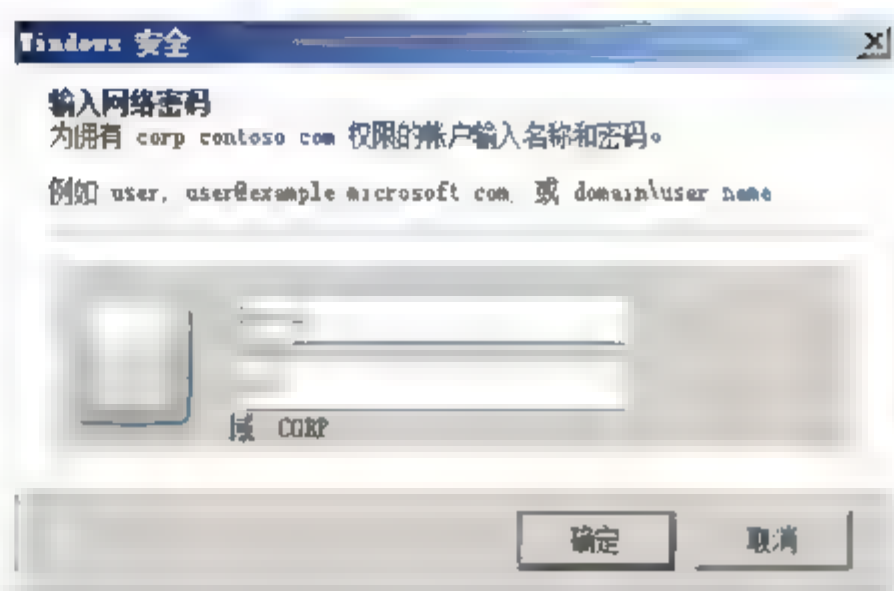 Windows 安全
输入网络密码
为拥有 corp contoso com 权限的帐户输入名称和密码。
例如 user, user@example microsoft com, 或 domain\user name
域 CORP
确定
取消